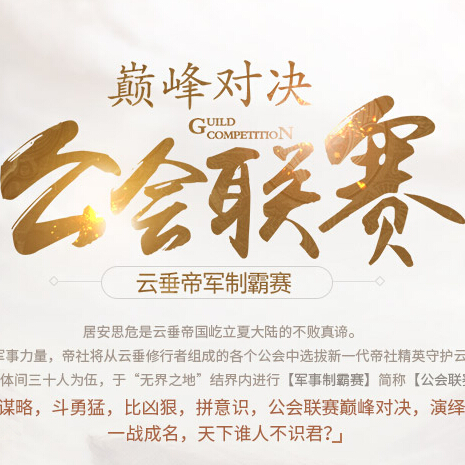 巅峰对决
GUILD
COMPETITION
公会联赛
云垂帝军制霸赛
居安思危是云垂帝国屹立夏大陆的不败真谛。
军事力量，帝社将从云垂修行者组成的各个公会中选拔新一代帝社精英守护云
体间三十人为伍，于“无界之地”结界内进行【军事制霸赛】简称【公会联赛
谋略，斗勇猛，比凶狠，拼意识，公会联赛巅峰对决，演绎
一战成名，天下谁人不识君？」